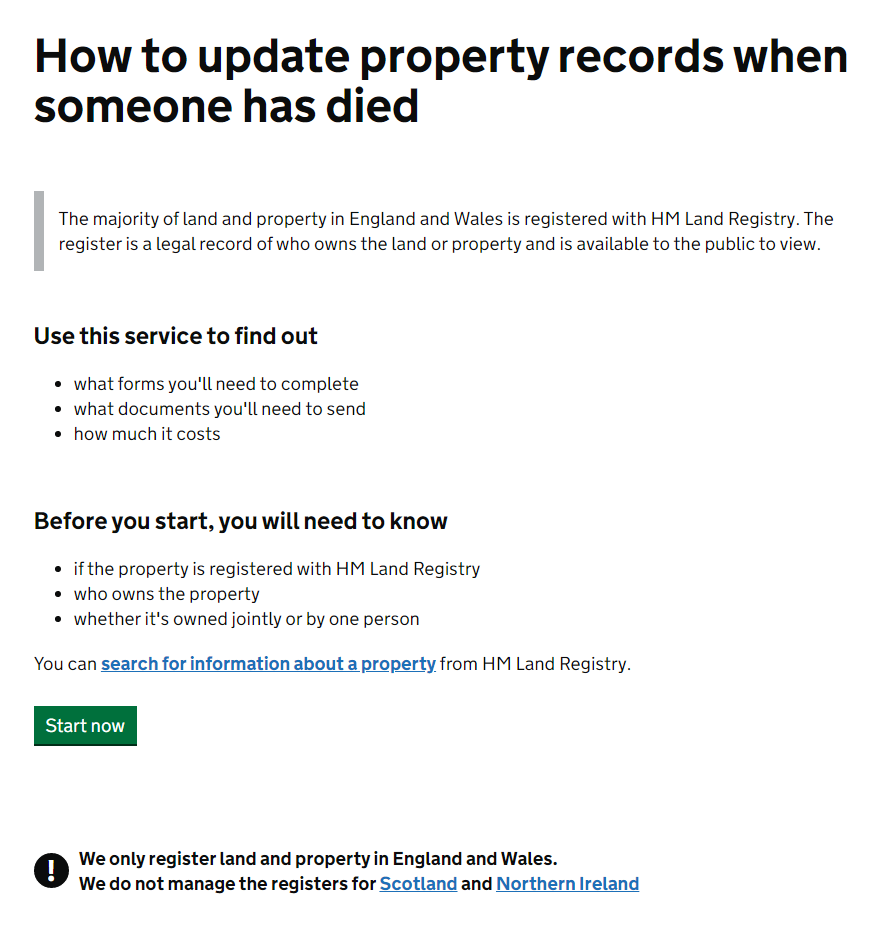 How to update property records when
someone has died
The majority of land and property in England and Wales is registered with HM Land Registry. The
register is a legal record of who owns the land or property and is available to the public to view.
Use this service to find out
• what forms you'll need to complete
• what documents you'll need to send
• how much it costs
Before you start, you will need to know
• if the property is registered with HM Land Registry
• who owns the property
• whether it's owned jointly or by one person
You can search for information about a property from HM Land Registry.
Start now
! We only register land and property in England and Wales.
We do not manage the registers for Scotland and Northern Ireland